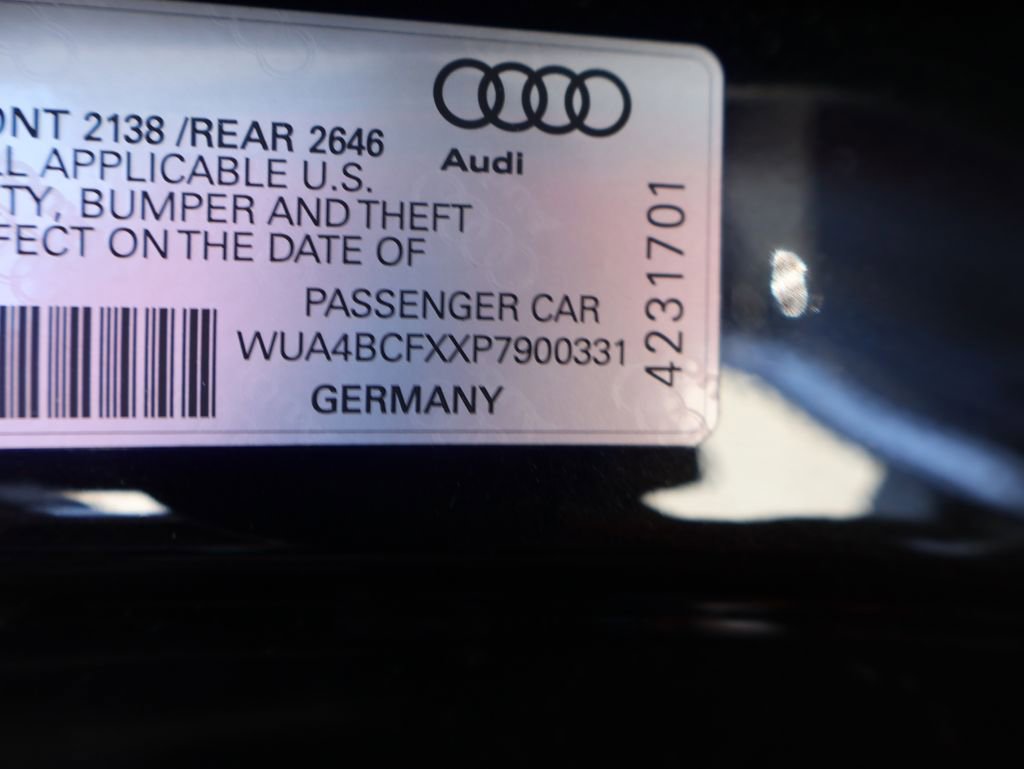 ONT 2138 /REAR 2646
LL APPLICABLE U.S.
TY, BUMPER AND THEFT
FECT ON THE DATE OF
PASSENGER CAR
WUA4BCFXXP7900331
GERMANY
Audi
4231701